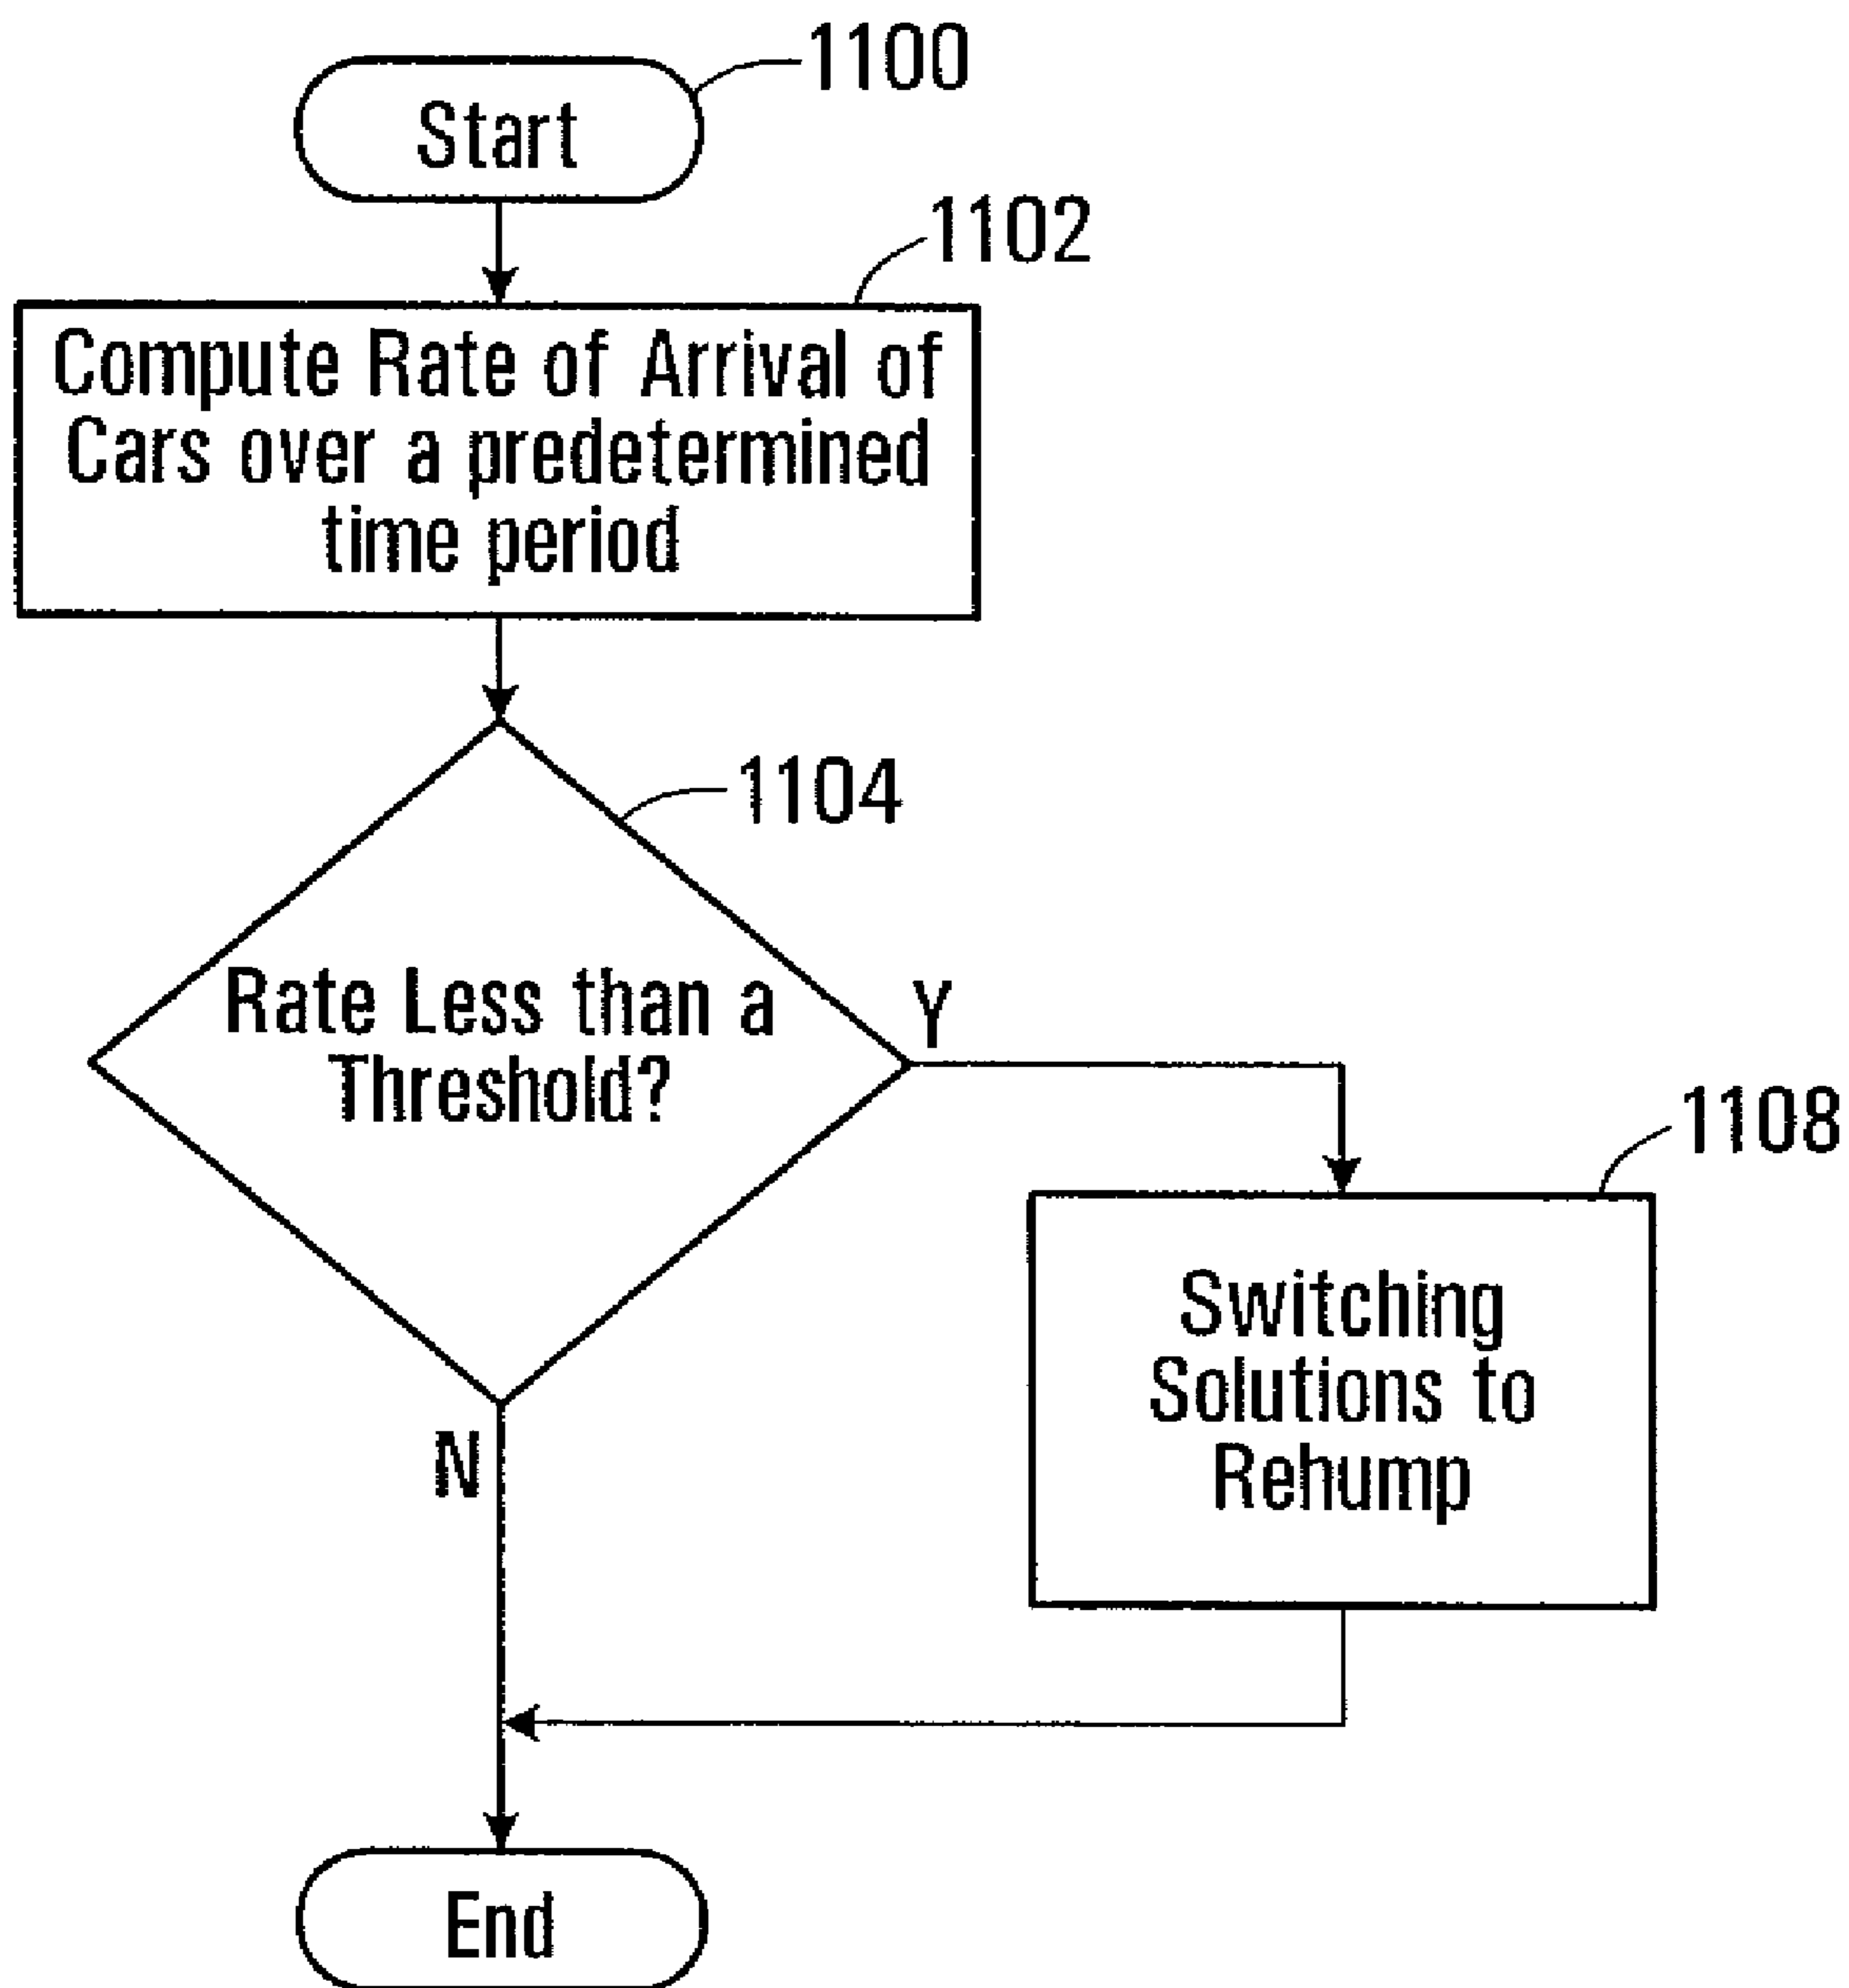 1100
Start
1102
Compute Rate of Arrival of
Cars over a predetermined
time period
1104
Rate Less than a
Threshold?
Y
1108
Switching
Solutions to
Rehump
N
End